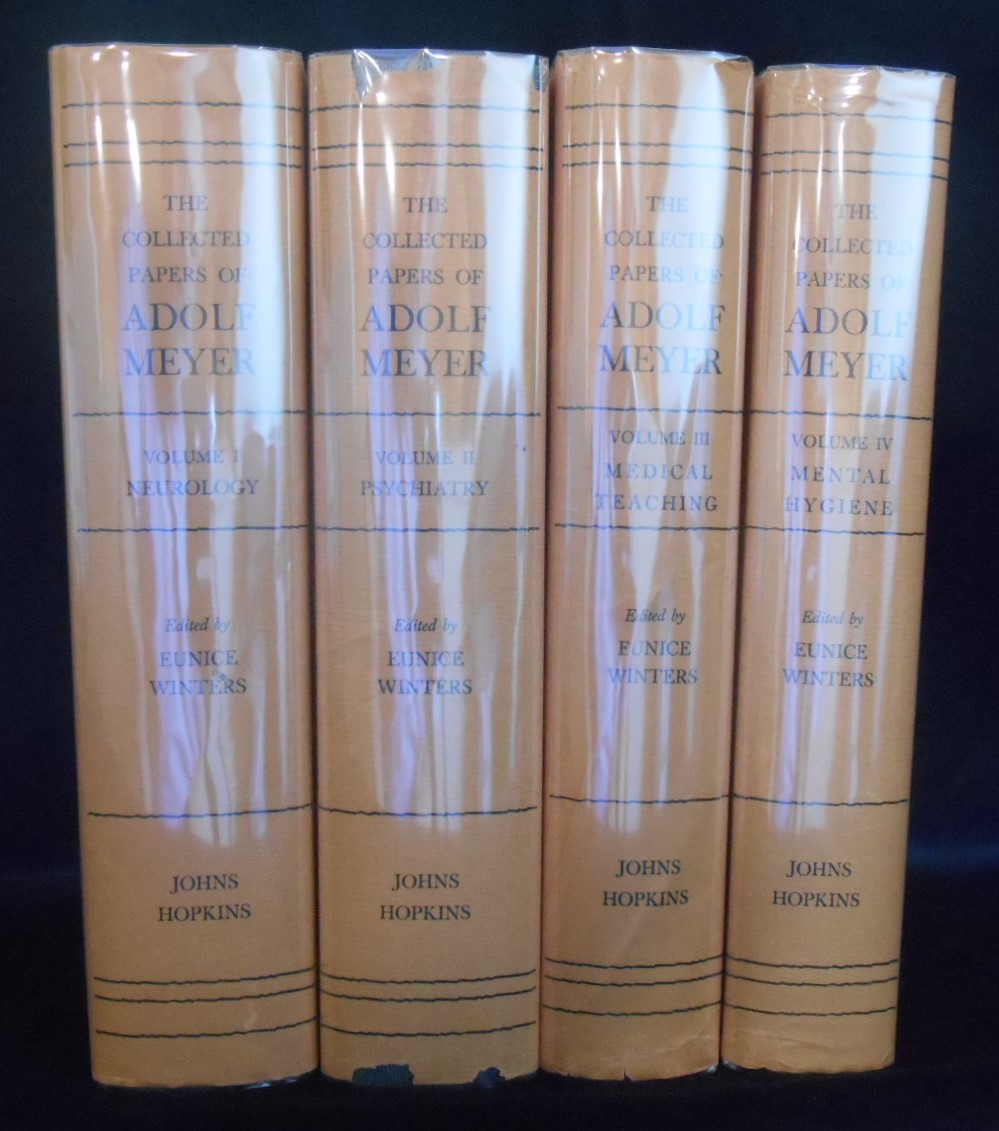 THE
COLLECTED
PAPERS OF
ADOLF
MEYER
VOLUME I
NEUROLOGY
Edited by
EUNICE
WINTERS
JOHNS
HOPKINS
THE
COLLECTED
PAPERS OF
ADOLF
MEYER
VOLUME II
PSYCHIATRY
Edited by
EUNICE
WINTERS
JOHNS
HOPKINS
THE
COLLECTED
PAPERS OF
ADOLF
MEYER
VOLUME III
MEDICAL
TEACHING
Edited by
EUNICE
WINTERS
JOHNS
HOPKINS
THE
COLLECTED
PAPERS OF
ADOLF
MEYER
VOLUME IV
MENTAL
HYGIENE
Edited by
EUNICE
WINTERS
JOHNS
HOPKINS